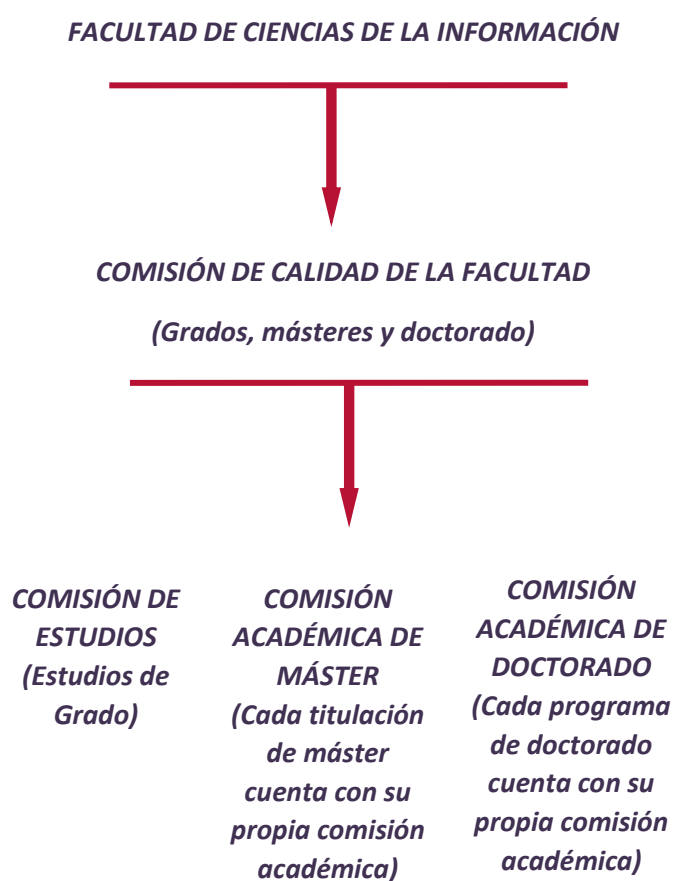 FACULTAD DE CIENCIAS DE LA INFORMACIÓN
COMISIÓN DE CALIDAD DE LA FACULTAD
(Grados, másteres y doctorado)
COMISIÓN DE
ESTUDIOS
(Estudios de
Grado)
COMISIÓN
ACADÉMICA DE
MÁSTER
(Cada titulación
de máster
cuenta con su
propia comisión
académica)
COMISIÓN
ACADÉMICA DE
DOCTORADO
(Cada programa
de doctorado
cuenta con su
propia comisión
académica)